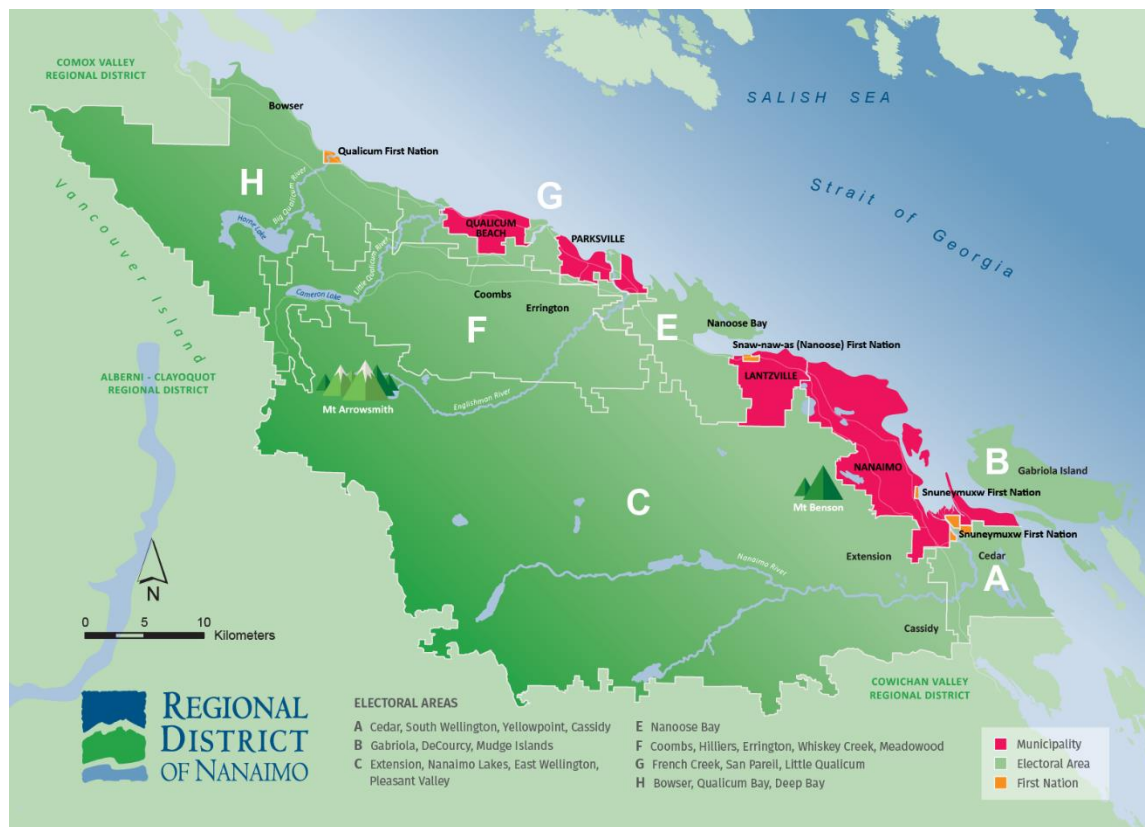 COMOX VALLEY
REGIONAL DISTRICT
SALISH SEA
Bowser
Qualicum First Nation
H
Big Qualicum River
Horne Lake
G
Strait of Georgia
QUALICUM
BEACH
PARKSVILLE
Vancouver Island
Little Qualicum River
Cameron Lake
Coombs
Errington
F
E
Nanoose Bay
Snaw-naw-as (Nanoose) First Nation
LANTZVILLE
ALBERNI - CLAYOQUOT
REGIONAL DISTRICT
Mt Arrowsmith
Englishman River
B
Gabriola Island
NANAIMO
C
Mt Benson
Snuneymuxw First Nation
Snuneymuxw First Nation
Extension
Cedar
A
Nanaimo River
N
0 5 10
Kilometers
Cassidy
COWICHAN VALLEY
REGIONAL DISTRICT
REGIONAL
DISTRICT
OF NANAIMO
ELECTORAL AREAS
A Cedar, South Wellington, Yellowpoint, Cassidy
B Gabriola, DeCourcy, Mudge Islands
C Extension, Nanaimo Lakes, East Wellington,
Pleasant Valley
E Nanoose Bay
F Coombs, Hilliers, Errington, Whiskey Creek, Meadowood
G French Creek, San Pareil, Little Qualicum
H Bowser, Qualicum Bay, Deep Bay
Municipality
Electoral Area
First Nation